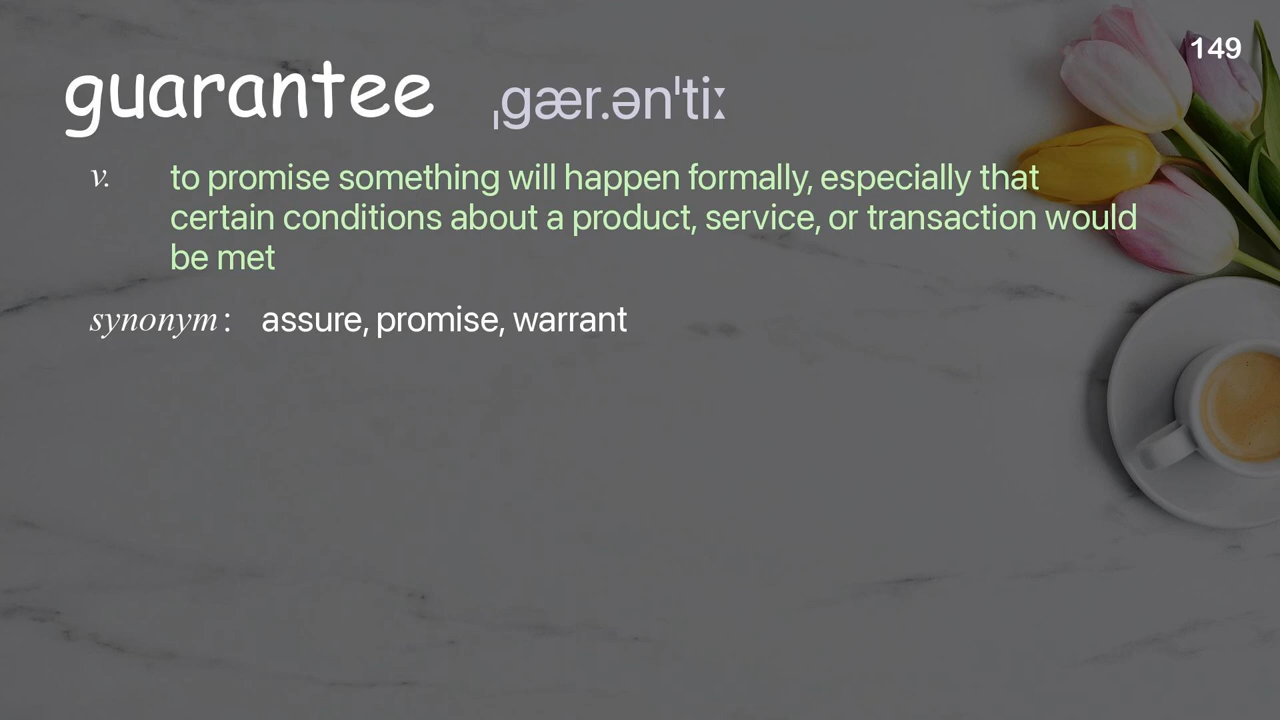 149
guarantee ˌgær.ənˈtiː
v. to promise something will happen formally, especially that
certain conditions about a product, service, or transaction would
be met
synonym : assure, promise, warrant